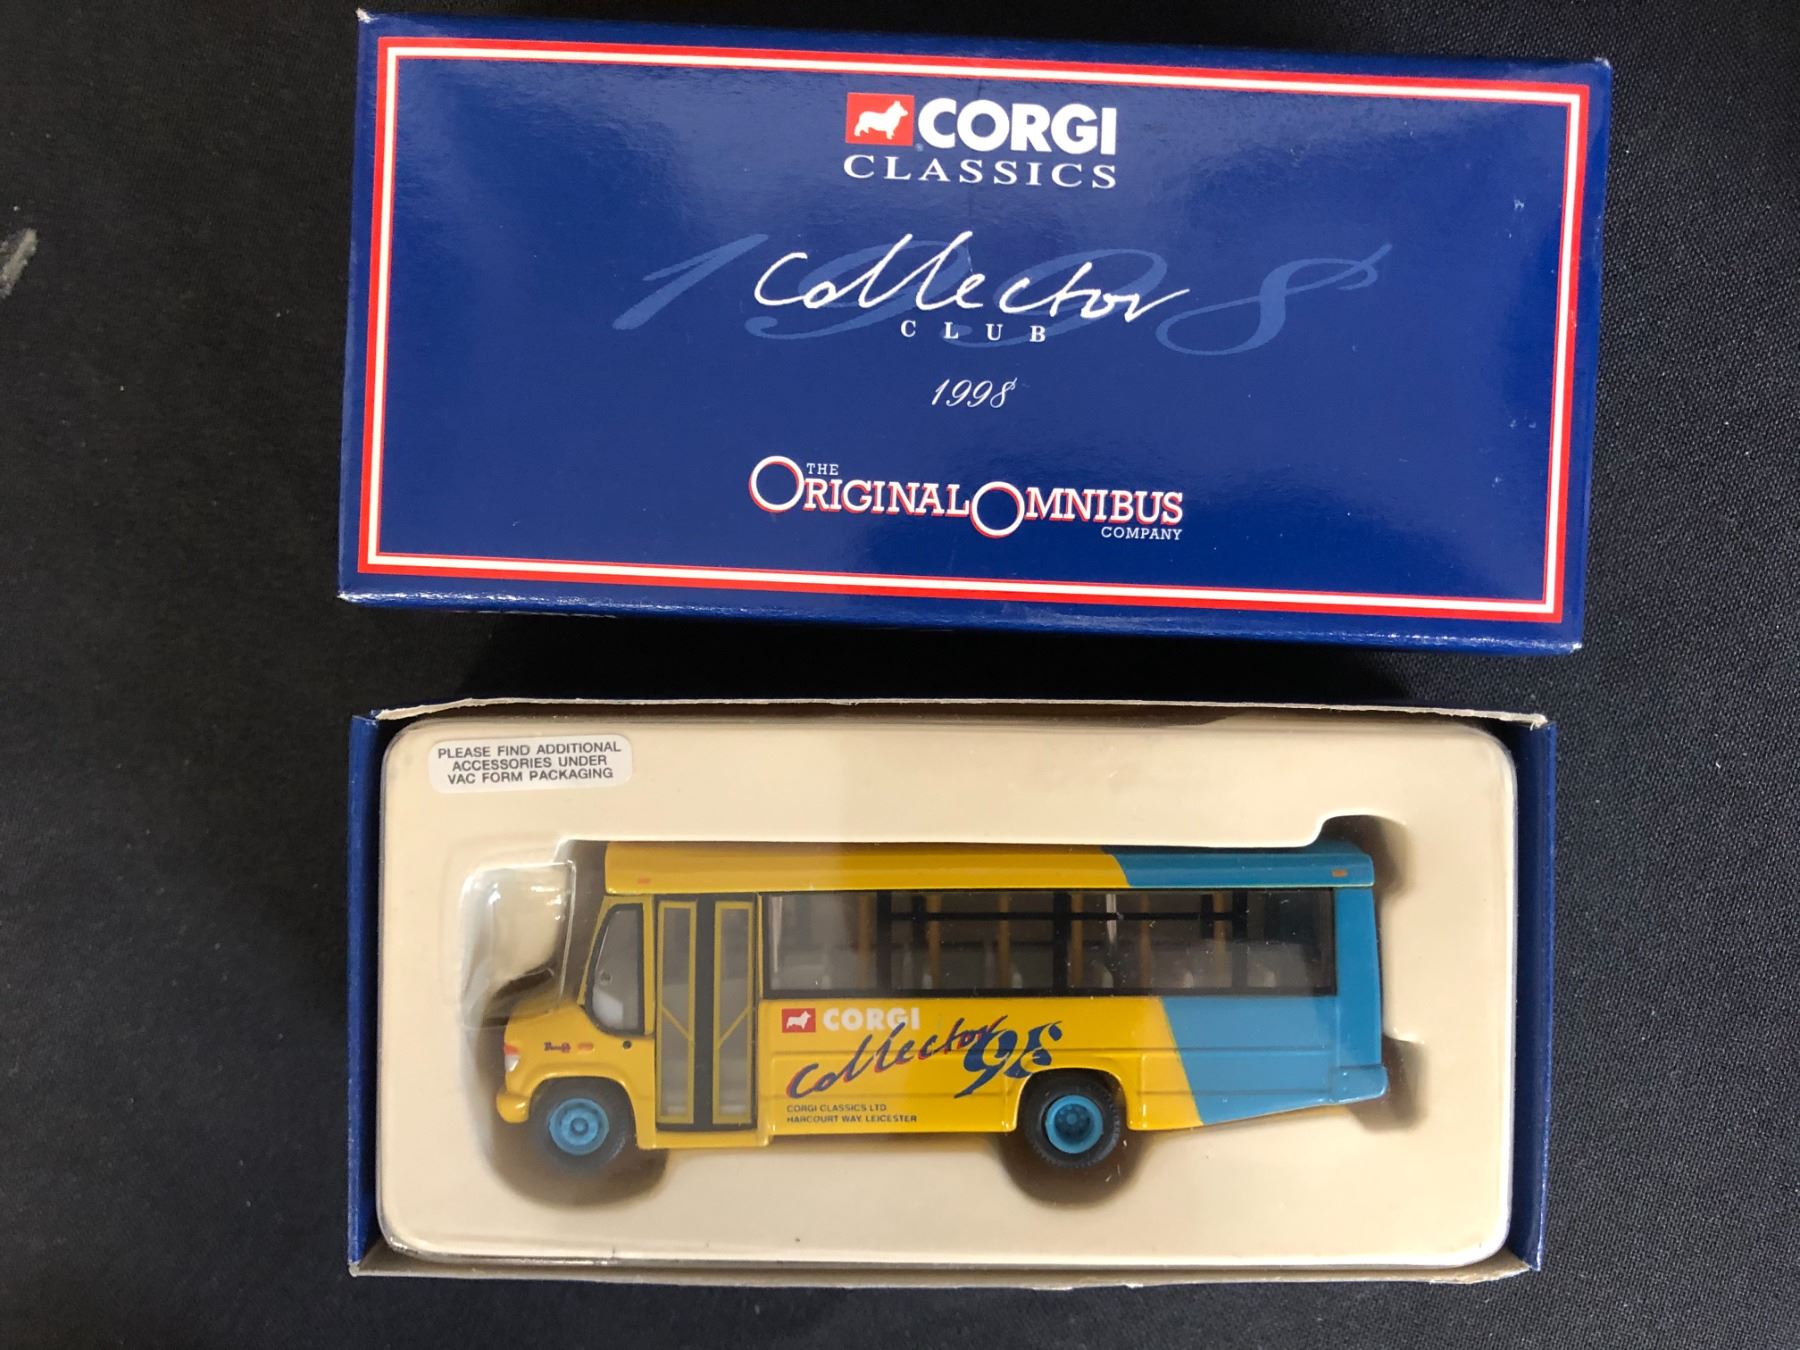 CORGI
CLASSICS
1998
Collector
CLUB
1998
THE
ORIGINAL OMNIBUS
COMPANY
PLEASE FIND ADDITIONAL
ACCESSORIES UNDER
VAC FORM PACKAGING
CORGI
Collector 98
CORGI CLASSICS LTD
HARCOURT WAY, LEICESTER